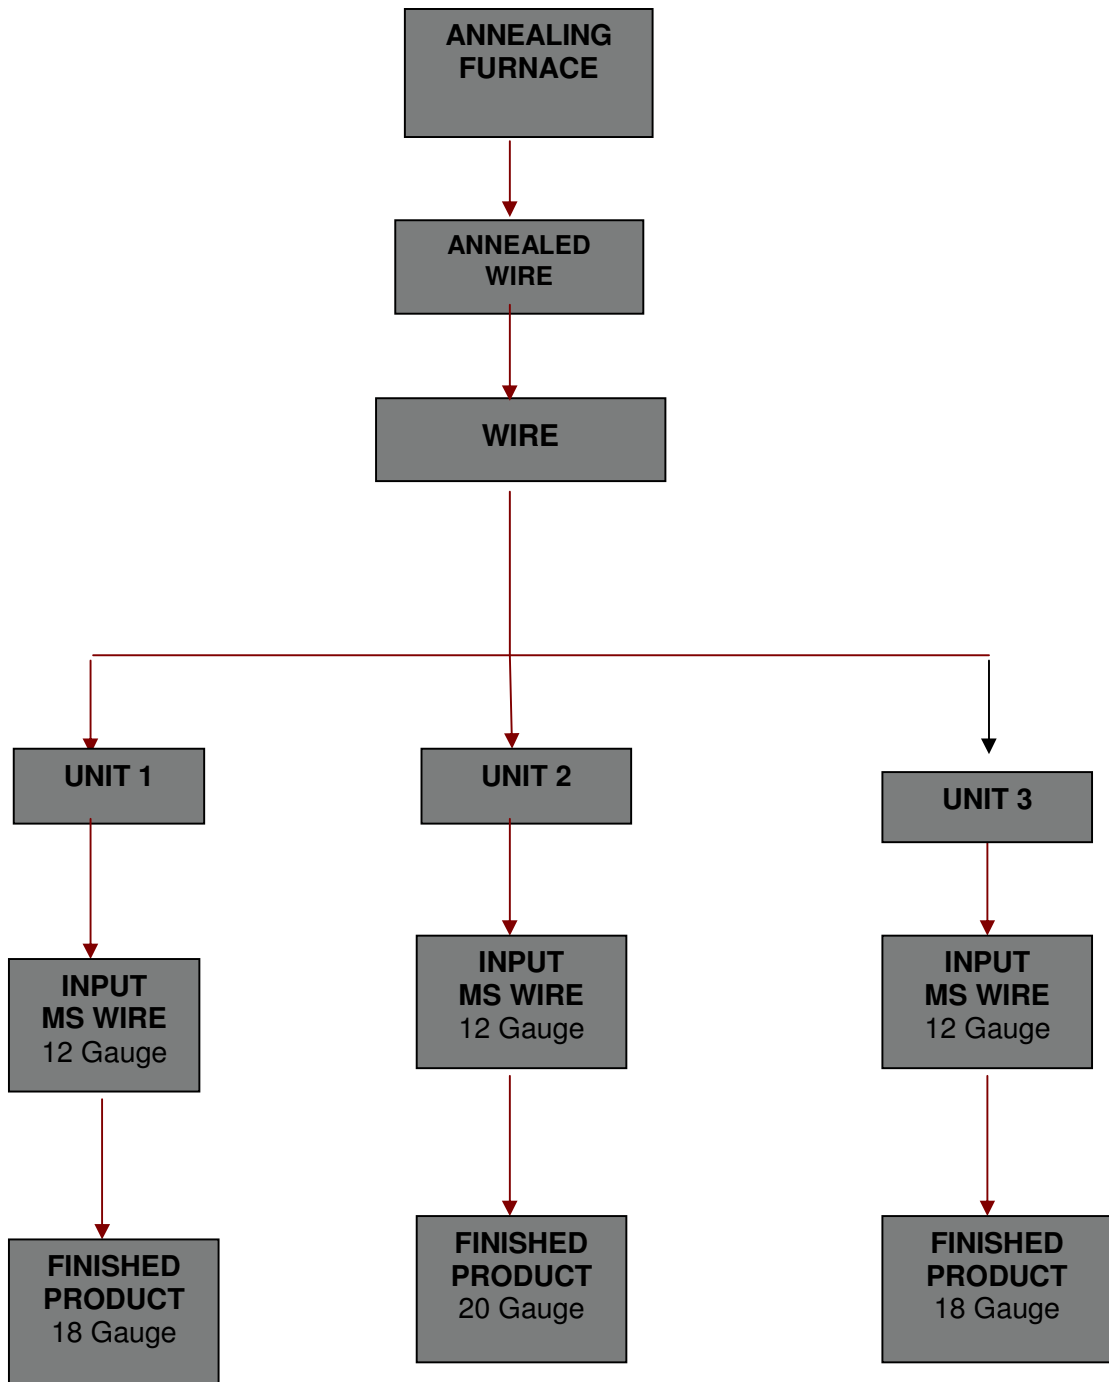 ANNEALING
FURNACE
ANNEALED
WIRE
WIRE
UNIT 1
UNIT 2
UNIT 3
INPUT
MS WIRE
12 Gauge
INPUT
MS WIRE
12 Gauge
INPUT
MS WIRE
12 Gauge
FINISHED
PRODUCT
18 Gauge
FINISHED
PRODUCT
20 Gauge
FINISHED
PRODUCT
18 Gauge